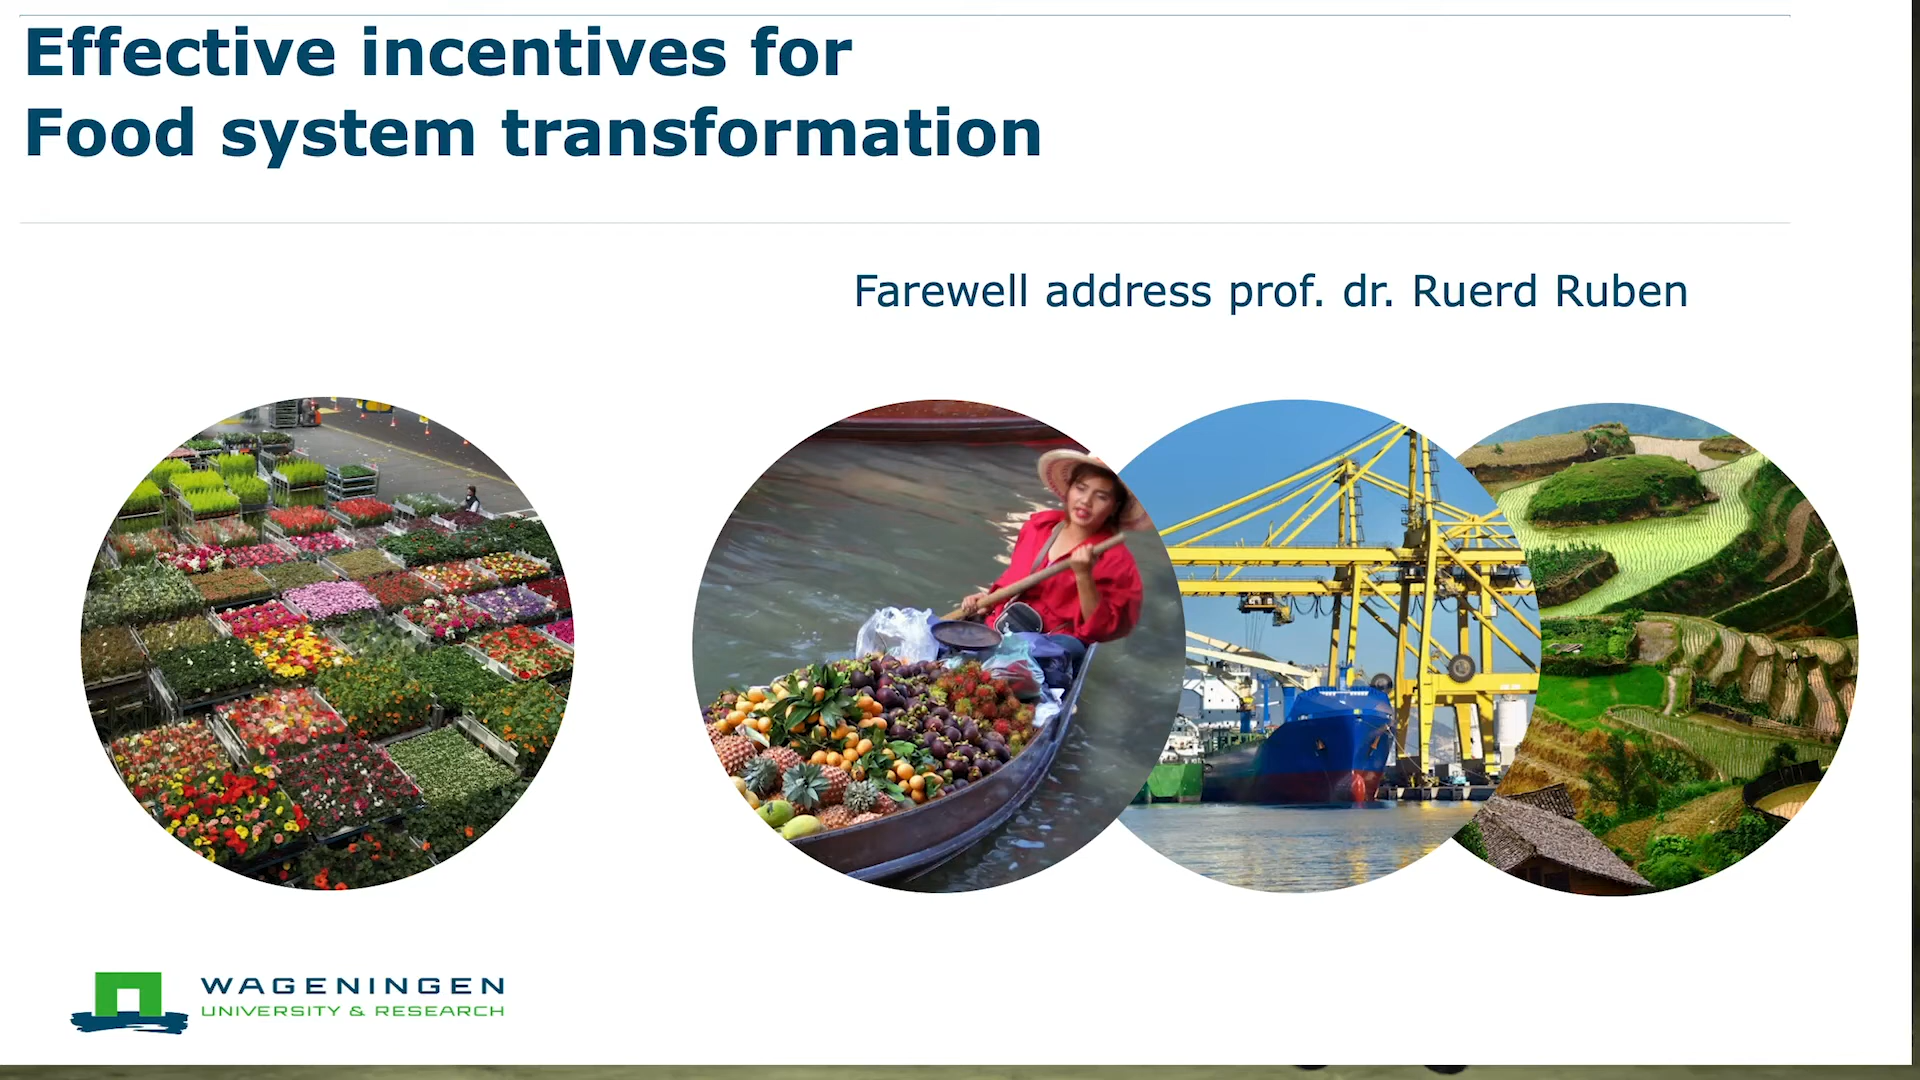 Effective incentives for
Food system transformation
Farewell address prof. dr. Ruerd Ruben
WAGENINGEN
UNIVERSITY & RESEARCH